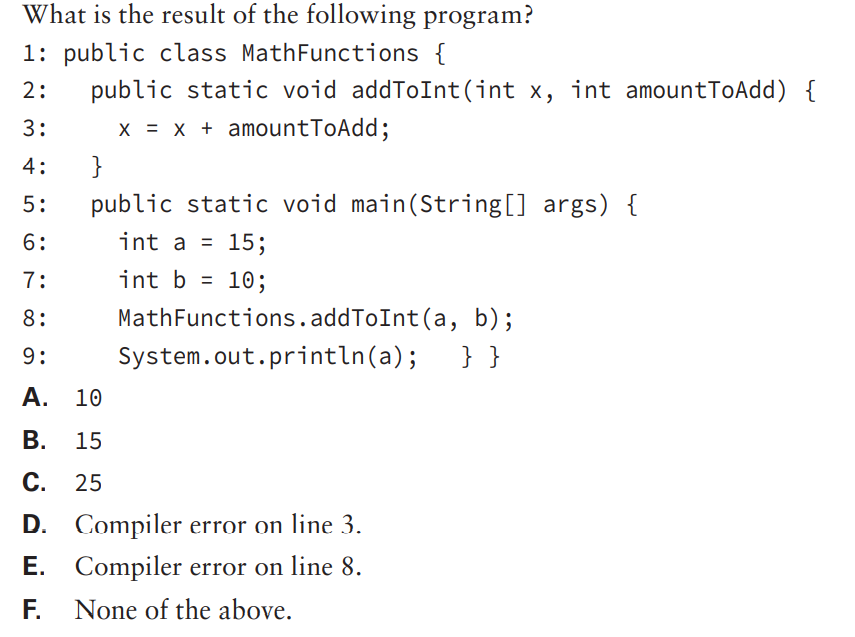 What is the result of the following program?
1: public class MathFunctions {
2:   public static void addToInt(int x, int amountToAdd) {
3:     x = x + amountToAdd;
4:   }
5:   public static void main(String[] args) {
6:     int a = 15;
7:     int b = 10;
8:     MathFunctions.addToInt(a, b);
9:     System.out.println(a);   } }
A. 10
B. 15
C. 25
D. Compiler error on line 3.
E. Compiler error on line 8.
F. None of the above.